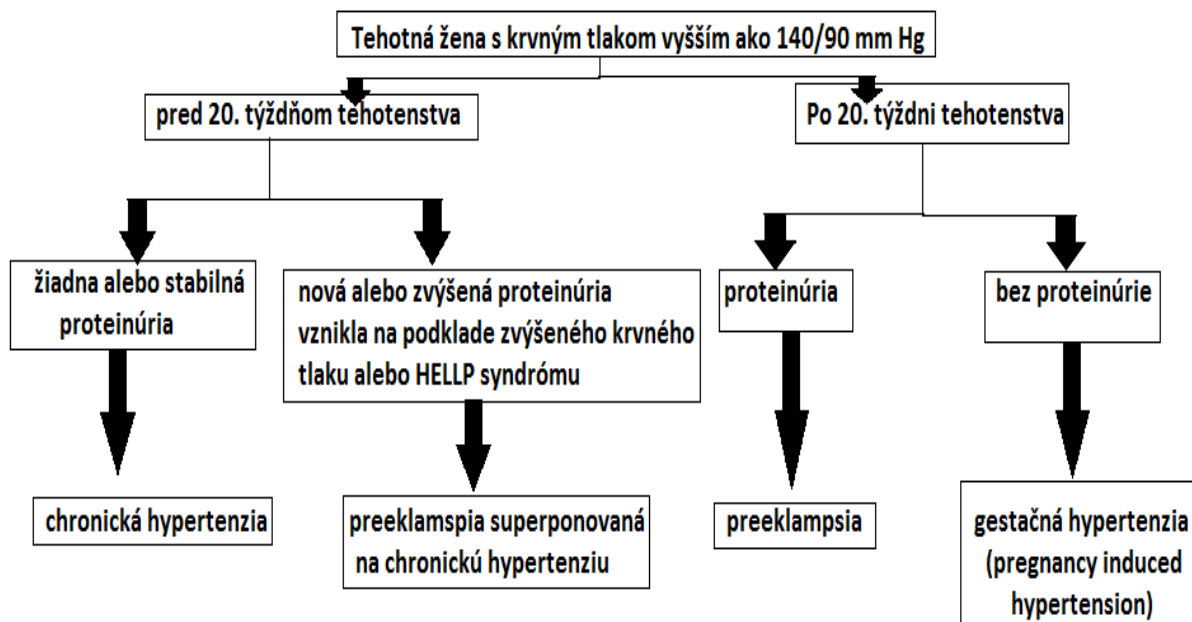 Tehotná žena s krvným tlakom vyšším ako 140/90 mm Hg
pred 20. týždňom tehotenstva
Po 20. týždni tehotenstva
žiadna alebo stabilná
proteinúria
nová alebo zvýšená proteinúria
vznikla na podklade zvýšeného krvného
tlaku alebo HELLP syndrómu
proteinúria
bez proteinúrie
chronická hypertenzia
preeklamspia superponovaná
na chronickú hypertenziu
preeklampsia
gestačná hypertenzia
(pregnancy induced
hypertension)